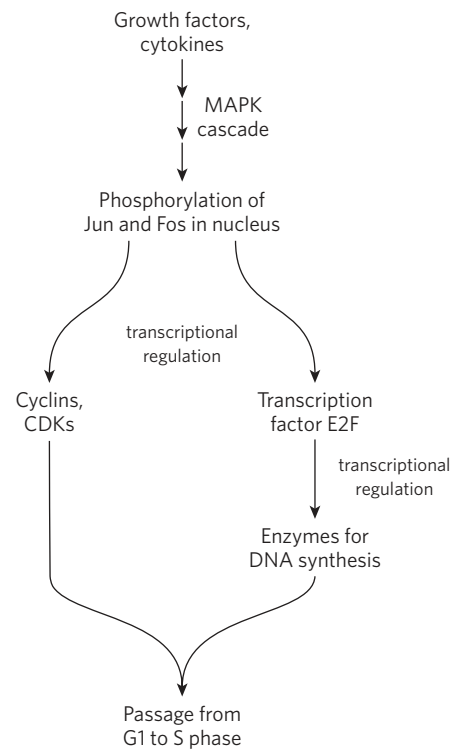 Growth factors,
cytokines
MAPK
cascade
Phosphorylation of
Jun and Fos in nucleus
transcriptional
regulation
Cyclins,
CDKs
Transcription
factor E2F
transcriptional
regulation
Enzymes for
DNA synthesis
Passage from
G1 to S phase